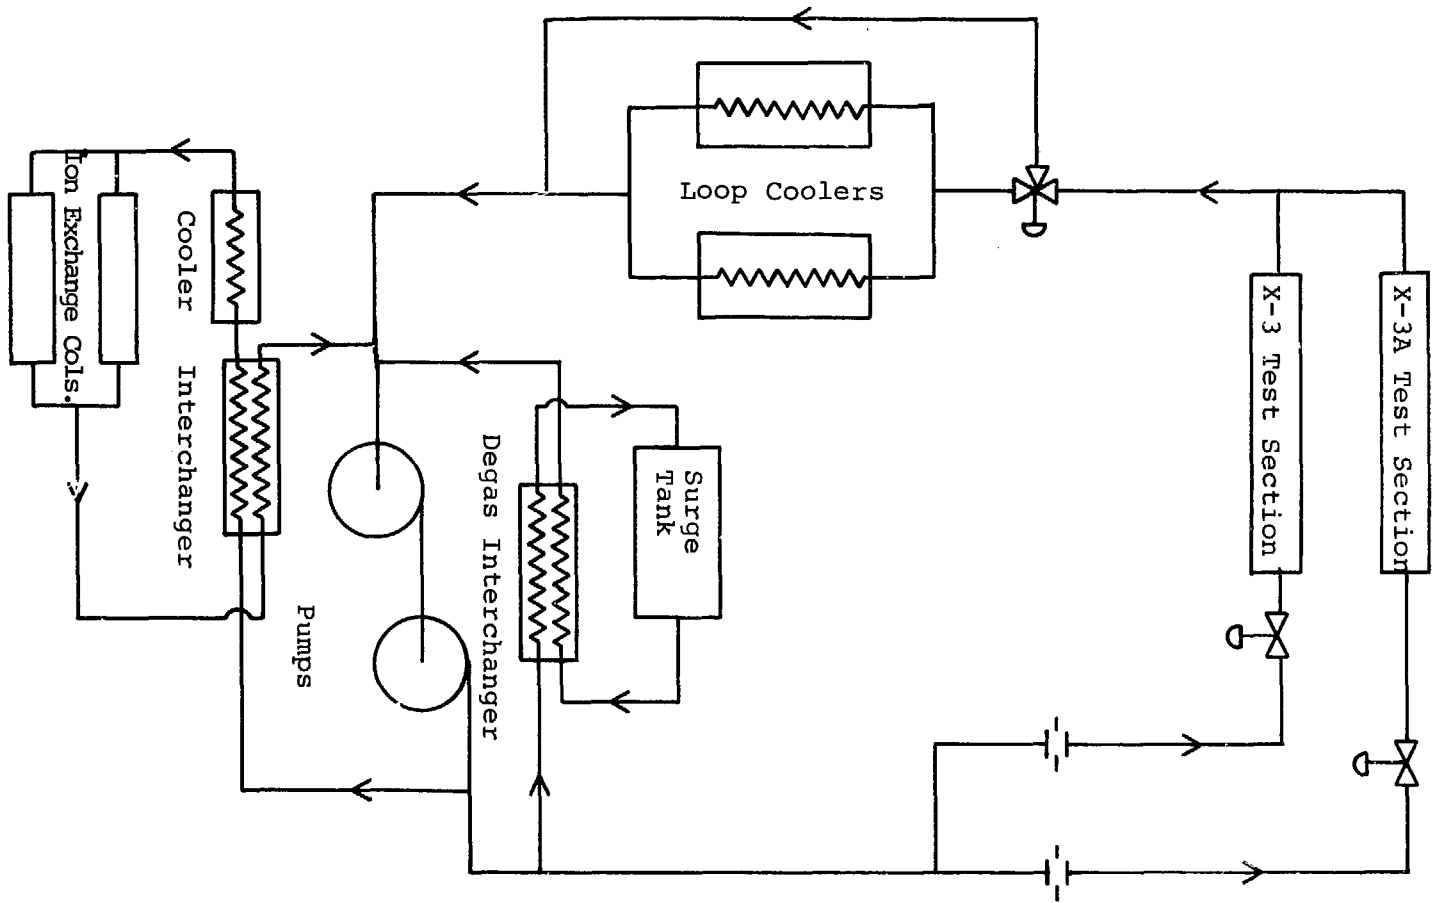 Loop Coolers
Ion Exchange Cols.
Cooler
Interchanger
Pumps
Degas Interchanger
Surge
Tank
X-3 Test Section
X-3A Test Section